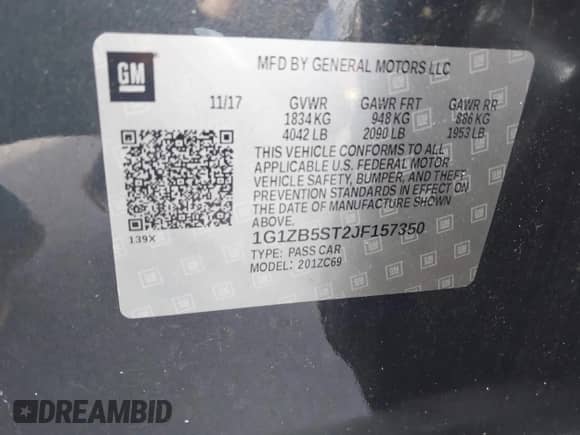 GM
MFD BY GENERAL MOTORS LLC
11/17 GVWR GAWR FRT GAWR RR
1834 KG 948 KG 886 KG
4042 LB 2090 LB 1953 LB
THIS VEHICLE CONFORMS TO ALL
APPLICABLE U.S. FEDERAL MOTOR
VEHICLE SAFETY, BUMPER, AND THEFT
PREVENTION STANDARDS IN EFFECT ON
THE DATE OF MANUFACTURE SHOWN
ABOVE.
139X
1G1ZB5ST2JF157350
TYPE: PASS CAR
MODEL: 201ZC69
DREAMBID